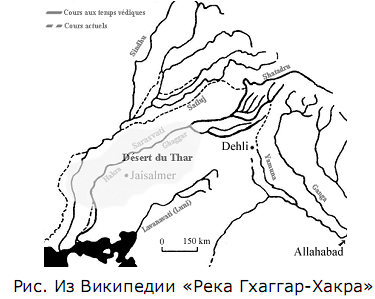 Cours aux temps védiques
Cours actuels
Sindhu
Shatadru
Satluj
Sarasvati
Ghaggar
Hakra
Désert du Thar
Jaisalmer
Dehli
Yamuna
Ganga
Lavanavati (Luni)
0 150 km
Allahabad
Рис. Из Википедии «Река Гхаггар-Хакра»